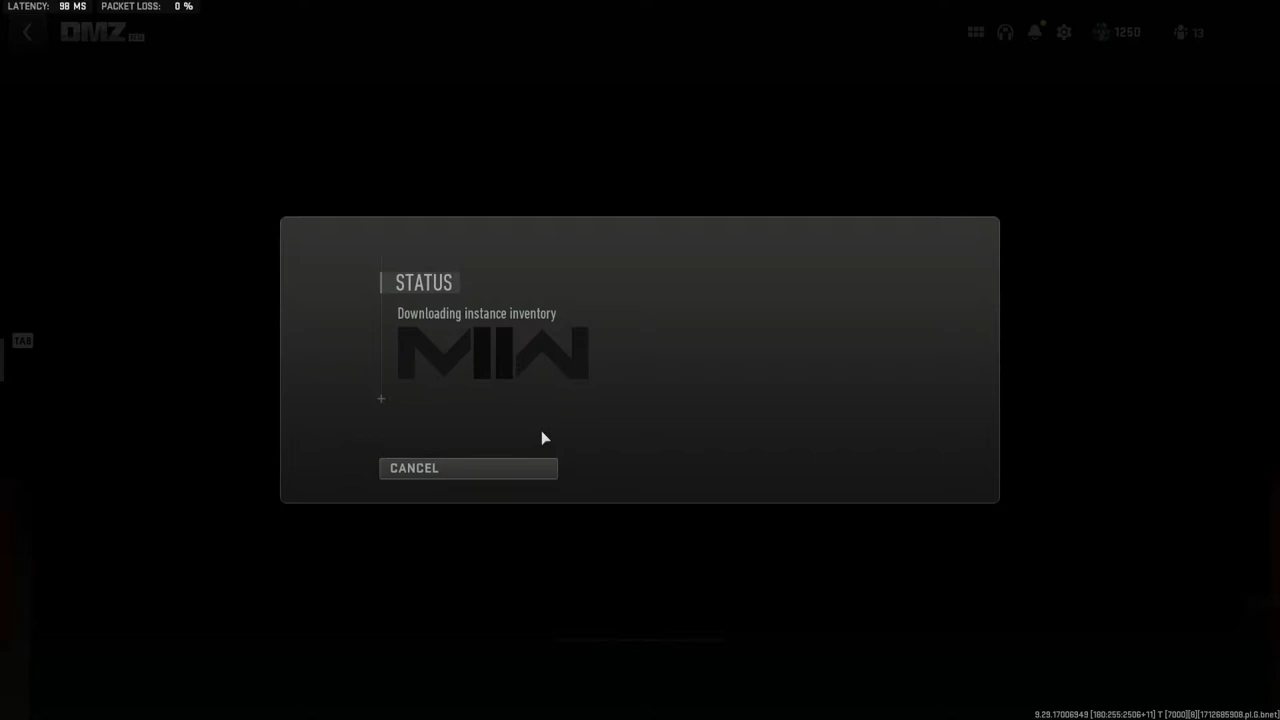 LATENCY: 98 MS PACKET LOSS: 0 %
DMZ
1250
13
TAB
STATUS
Downloading instance inventory
MW
CANCEL
9.29.17006949 [180:255:2506+11] T [7000][8][1712685908.pl.G.bnet]